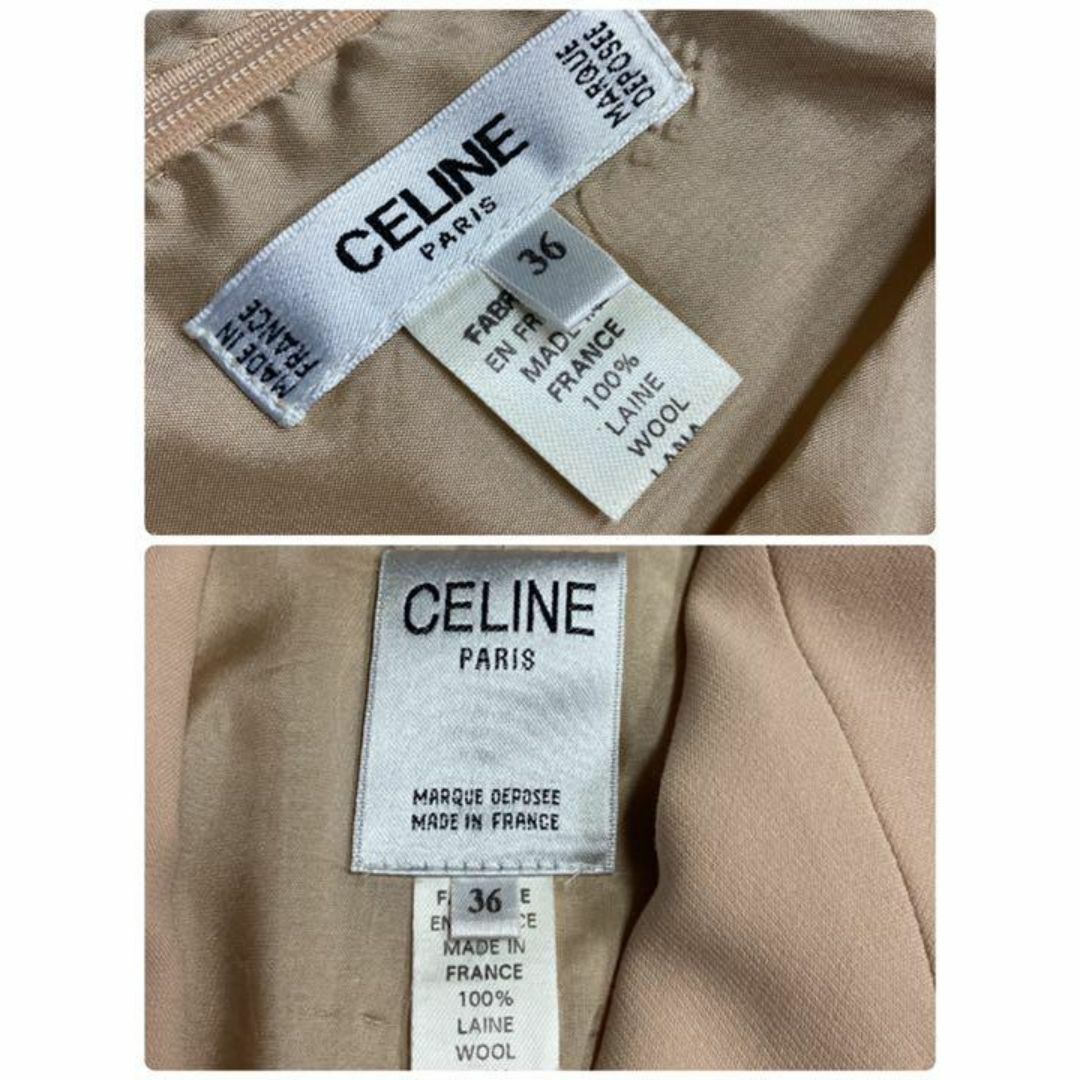 CELINE
PARIS
MARQUE
DEPOSEE
MADE IN
FRANCE
36
EN FR
MADE
FRANCE
100%
LAINE
WOOL
LANA
CELINE
PARIS
MARQUE DEPOSEE
MADE IN FRANCE
36
MADE IN
FRANCE
100%
LAINE
WOOL